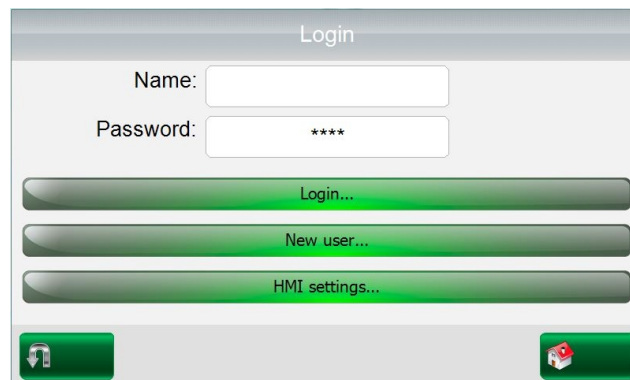 Login
Name:
Password: ****
Login...
New user...
HMI settings...